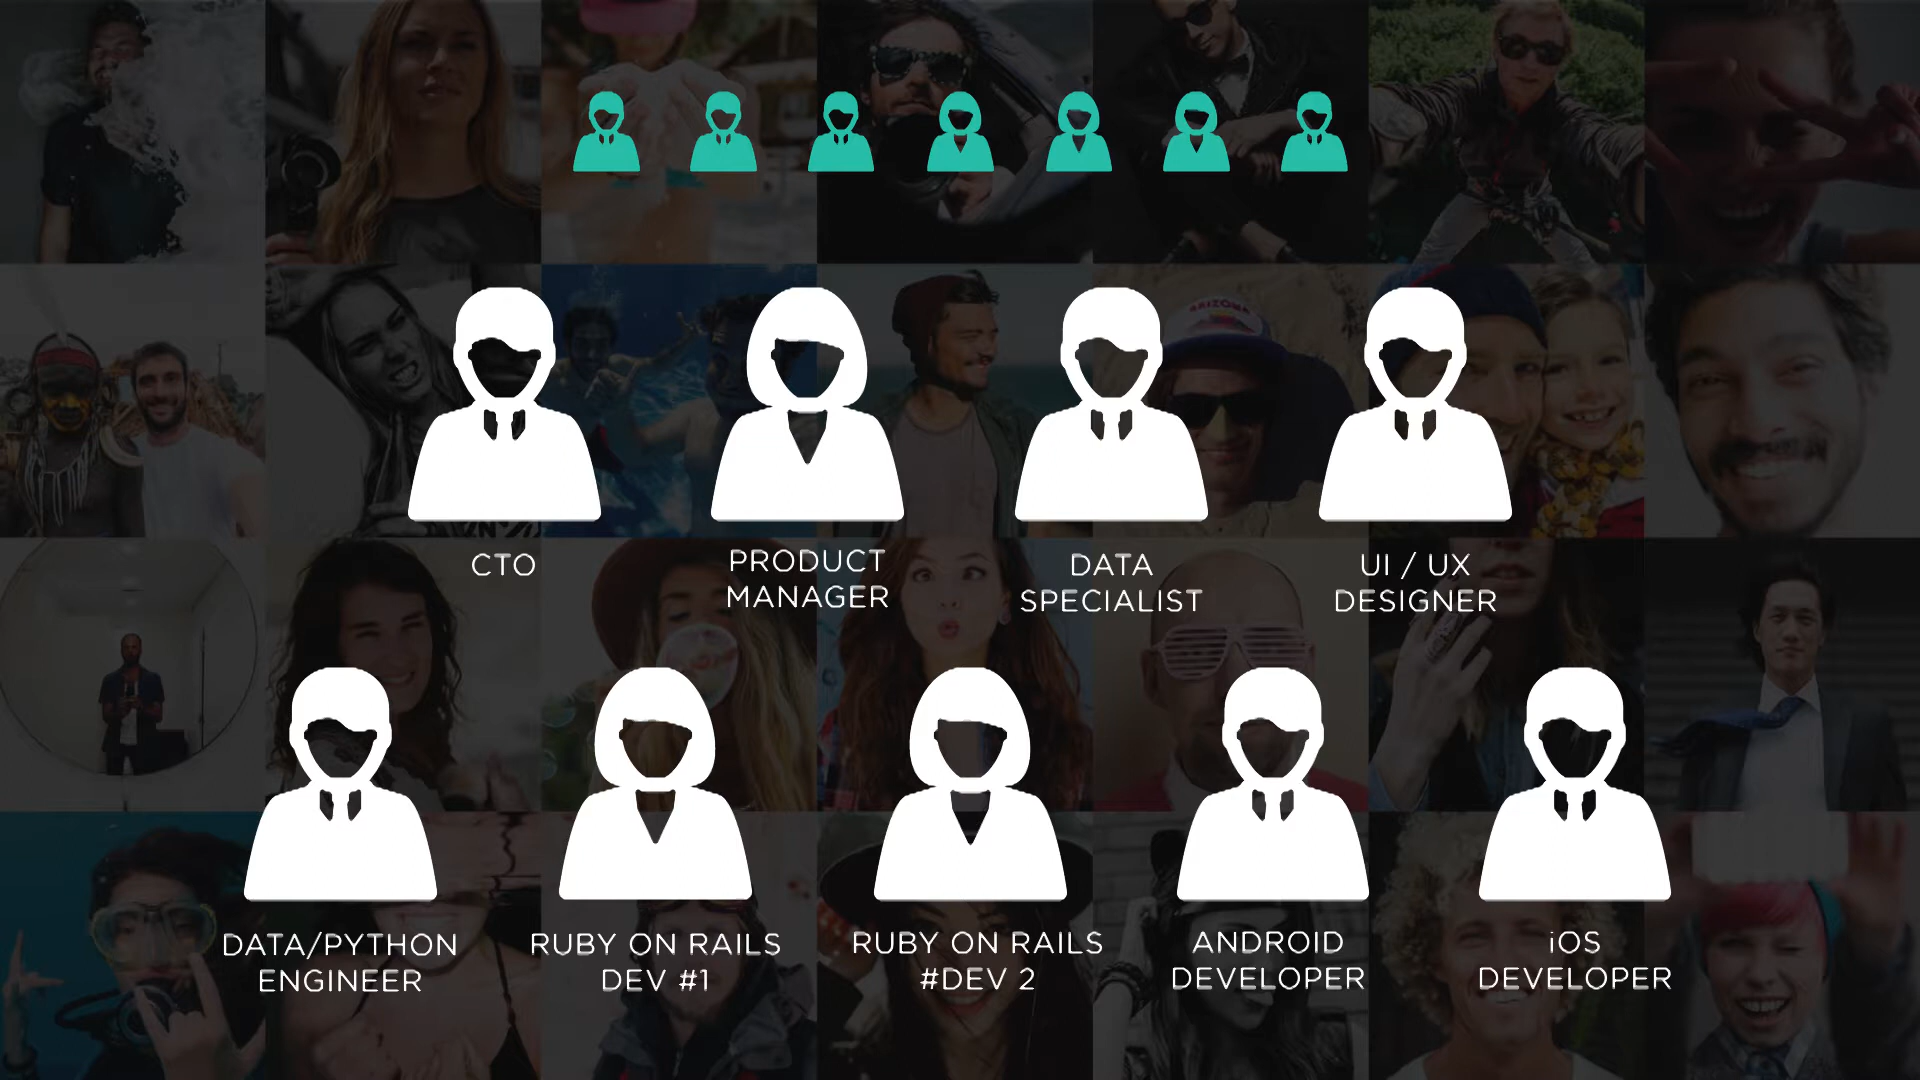 ARIZONA
CTO
PRODUCT
MANAGER
DATA
SPECIALIST
UI / UX
DESIGNER
DATA/PYTHON
ENGINEER
RUBY ON RAILS
DEV #1
RUBY ON RAILS
#DEV 2
ANDROID
DEVELOPER
iOS
DEVELOPER